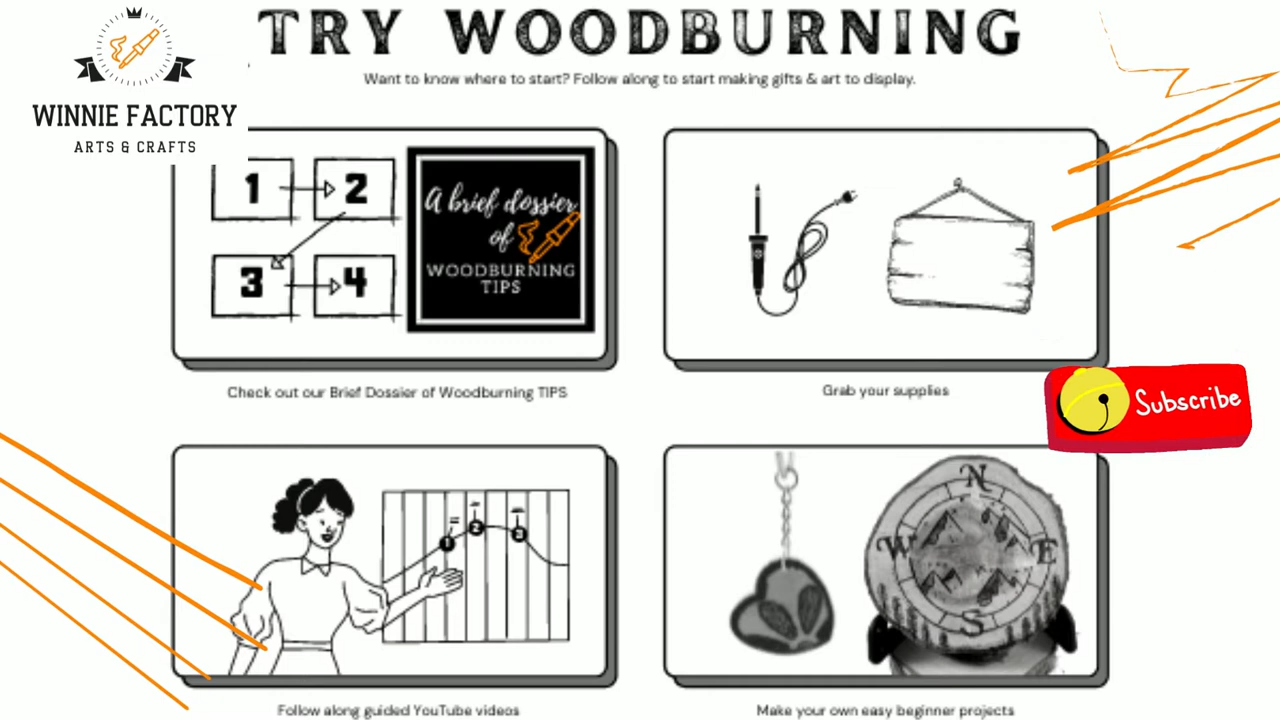 TRY WOODBURNING
WINNIE FACTORY
ARTS & CRAFTS
Want to know where to start? Follow along to start making gifts & art to display.
1 2
3 4
A brief dossier
of
WOODBURNING
TIPS
Check out our Brief Dossier of Woodburning TIPS
Grab your supplies
Subscribe
1 2 3
N
W E
S
Follow along guided YouTube videos
Make your own easy beginner projects